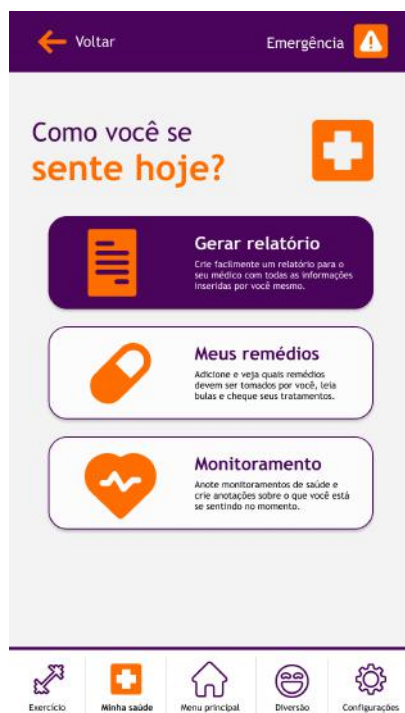 Voltar
Emergência
Como você se
sente hoje?
Gerar relatório
Crie facilmente um relatório para o
seu médico com todas as informações
inseridas por você mesmo.
Meus remédios
Adicione e veja quais remédios
devem ser tomados por você, leia
bulas e cheque seus tratamentos.
Monitoramento
Anote monitoramentos de saúde e
crie anotações sobre o que você está
se sentindo no momento.
Exercício
Minha saúde
Menu principal
Diversão
Configurações